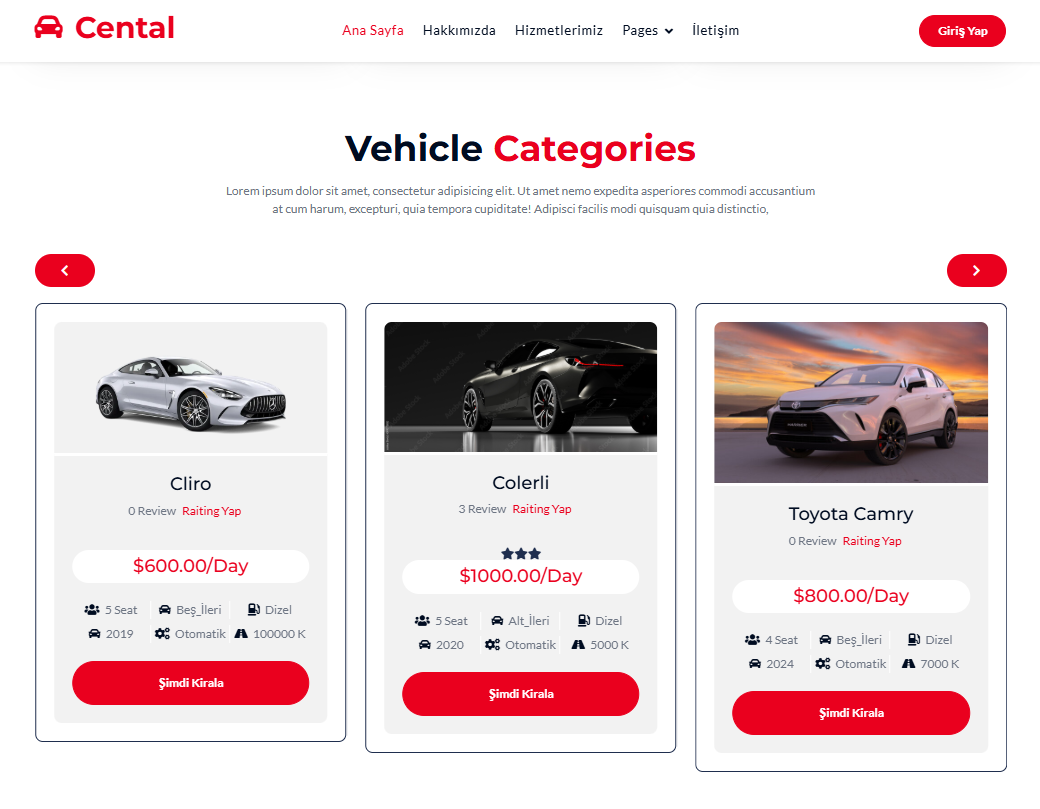 Cental
Ana Sayfa Hakkımızda Hizmetlerimiz Pages İletişim
Giriş Yap
Vehicle Categories
Lorem ipsum dolor sit amet, consectetur adipisicing elit. Ut amet nemo expedita asperiores commodi accusantium
at cum harum, excepturi, quia tempora cupiditate! Adipisci facilis modi quisquam quia distinctio,
Cliro
0 Review Raiting Yap
$600.00/Day
5 Seat Beş_İleri Dizel
2019 Otomatik 100000 K
Şimdi Kirala
Colerli
3 Review Raiting Yap
$1000.00/Day
5 Seat Alt_İleri Dizel
2020 Otomatik 5000 K
Şimdi Kirala
Toyota Camry
0 Review Raiting Yap
$800.00/Day
4 Seat Beş_İleri Dizel
2024 Otomatik 7000 K
Şimdi Kirala